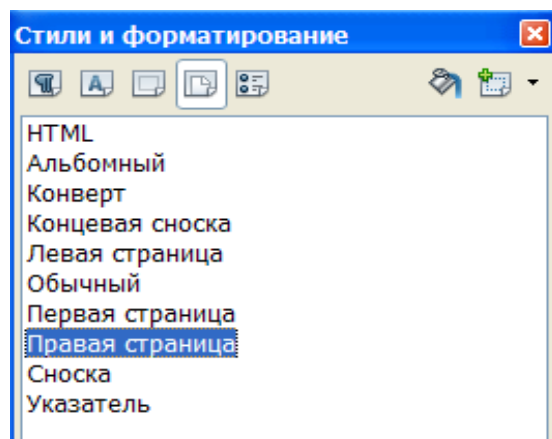 Стили и форматирование
HTML
Альбомный
Конверт
Концевая сноска
Левая страница
Обычный
Первая страница
Правая страница
Сноска
Указатель